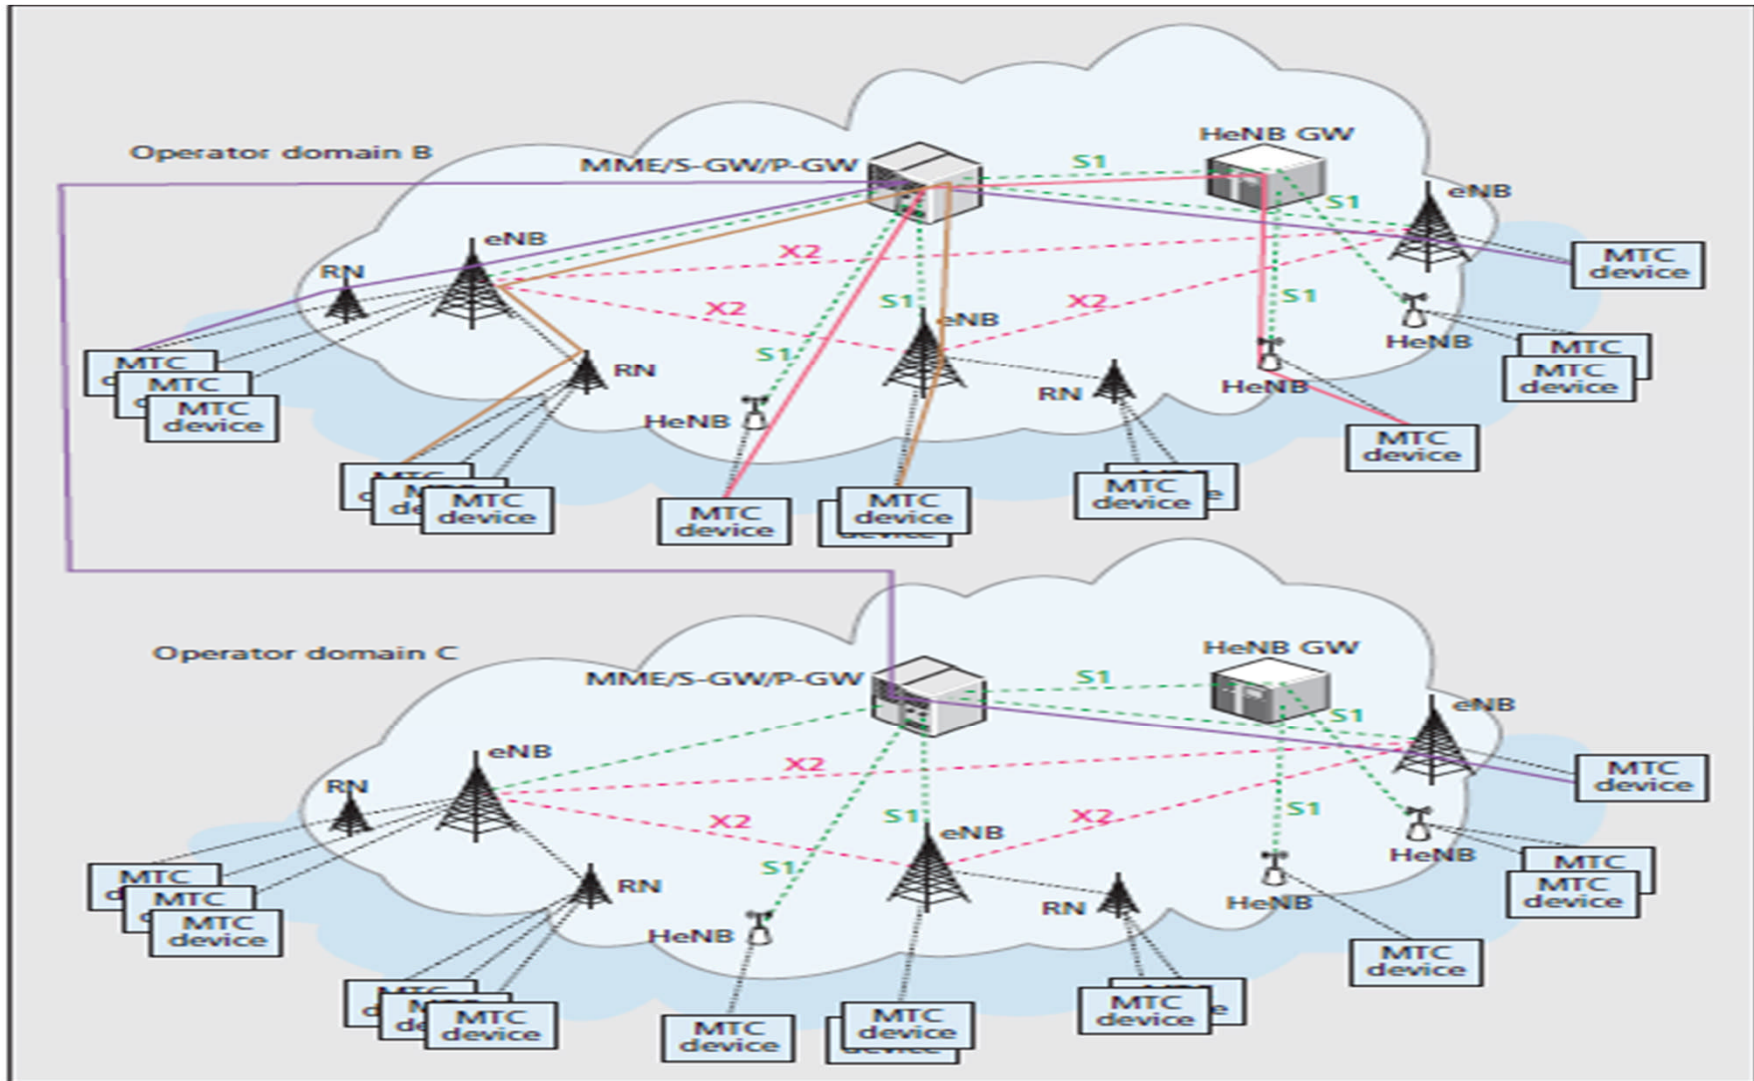 Operator domain B
HeNB GW
MME/S-GW/P-GW
S1
eNB
S1
eNB
X2
MTC
device
RN
X2
S1
X2
S1
eNB
HeNB
MTC
MTC
device
S1
RN
RN
HeNB
MTC
MTC
MTC
device
HeNB
MTC
device
MTC
MTC
device
MTC
device
MTC
device
device
MTC
device
Operator domain C
HeNB GW
MME/S-GW/P-GW
S1
eNB
S1
eNB
X2
MTC
device
RN
X2
S1
X2
S1
eNB
HeNB
MTC
MTC
device
S1
RN
RN
HeNB
MTC
MTC
MTC
device
HeNB
MTC
device
MTC
MTC
device
MTC
device
MTC
device
device
MTC
device